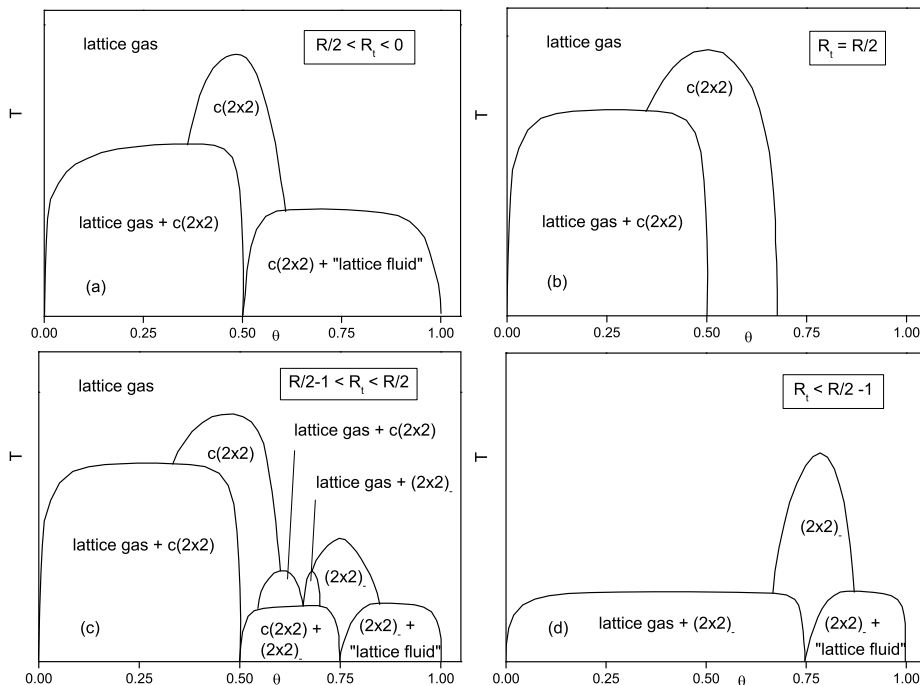 lattice gas
R/2 < R_t < 0
T
c(2x2)
lattice gas + c(2x2)
c(2x2) + "lattice fluid"
(a)
0.00 0.25 0.50 θ 0.75 1.00
lattice gas
R_t = R/2
T
c(2x2)
lattice gas + c(2x2)
(b)
0.00 0.25 0.50 θ 0.75 1.00
lattice gas
R/2-1 < R_t < R/2
lattice gas + c(2x2)
T
c(2x2)
lattice gas + (2x2)_-
lattice gas + c(2x2)
(2x2)_-
(c)
c(2x2) +
(2x2)_-
(2x2)_- +
"lattice fluid"
0.00 0.25 0.50 θ 0.75 1.00
R_t < R/2 -1
T
(2x2)_-
lattice gas + (2x2)_-
(d)
(2x2)_- +
"lattice fluid"
0.00 0.25 0.50 θ 0.75 1.00